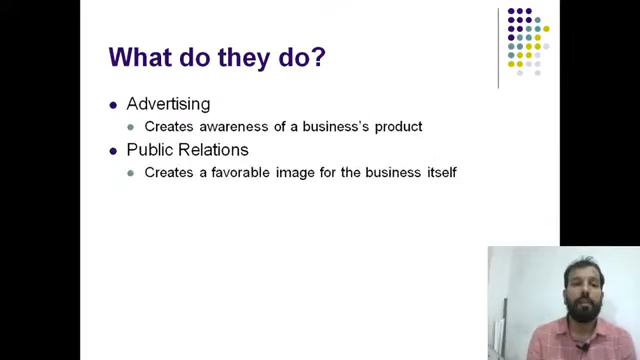 What do they do?
Advertising
Creates awareness of a business's product
Public Relations
Creates a favorable image for the business itself